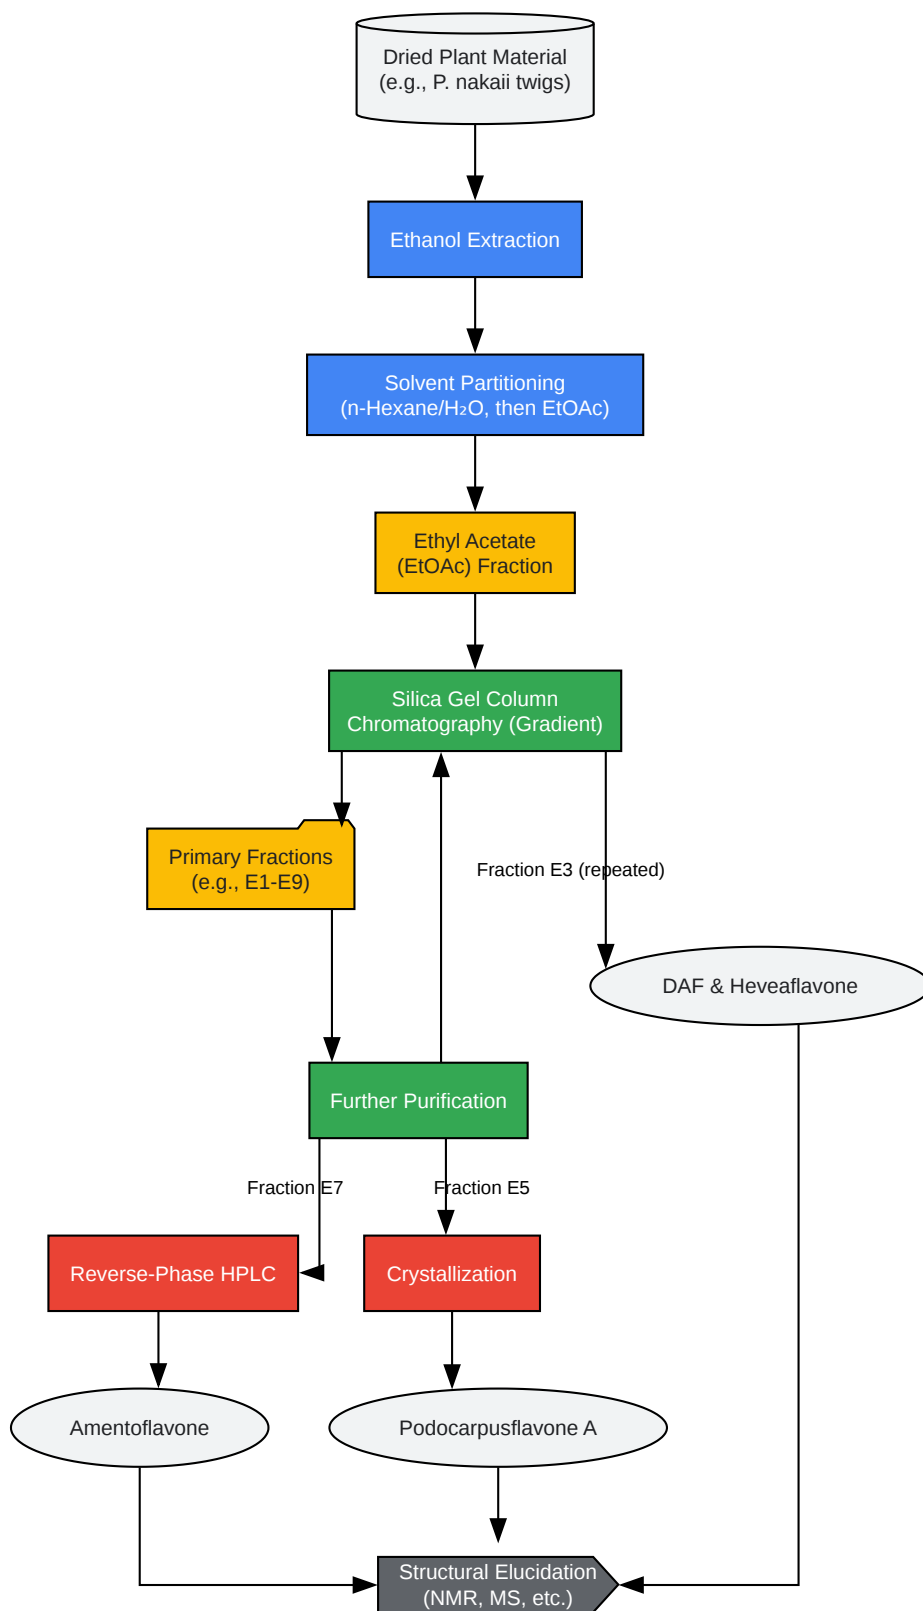 Dried Plant Material
(e.g., P. nakaii twigs)
Ethanol Extraction
Solvent Partitioning
(n-Hexane/H₂O, then EtOAc)
Ethyl Acetate
(EtOAc) Fraction
Silica Gel Column
Chromatography (Gradient)
Primary Fractions
(e.g., E1-E9)
Fraction E3 (repeated)
DAF & Heveaflavone
Further Purification
Fraction E7
Fraction E5
Reverse-Phase HPLC
Crystallization
Amentoflavone
Podocarpusflavone A
Structural Elucidation
(NMR, MS, etc.)